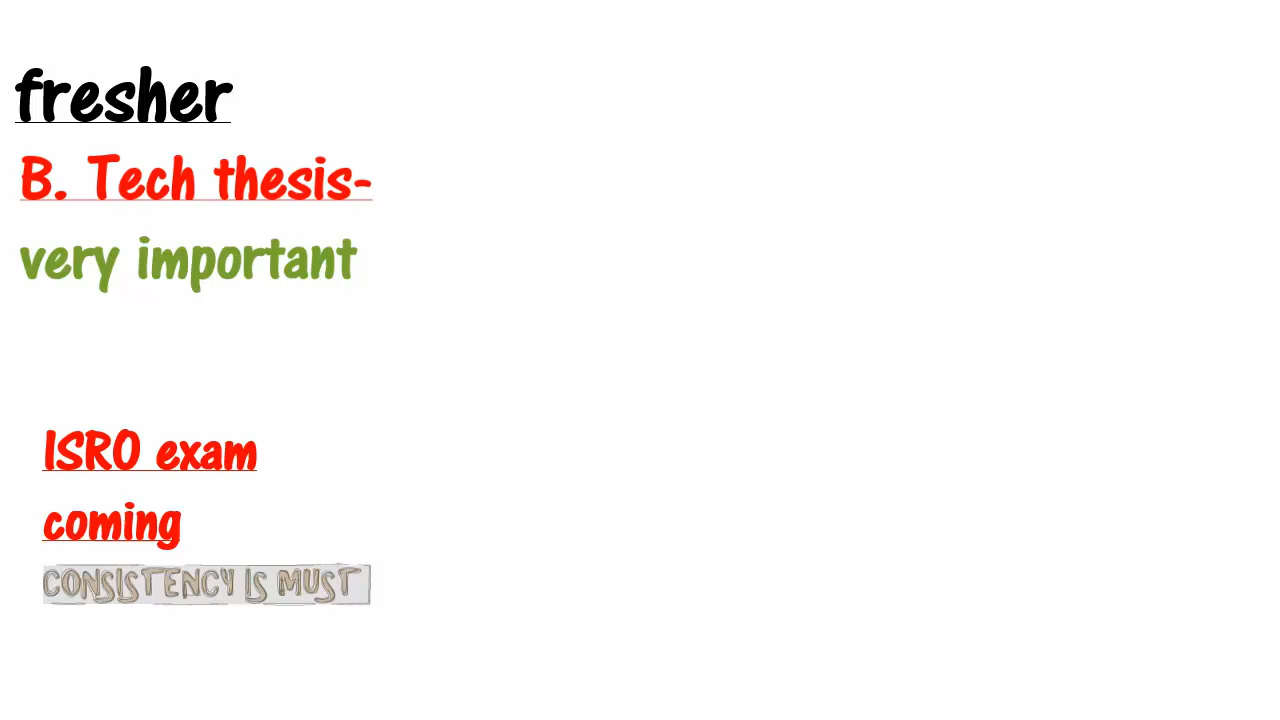 fresher
B. Tech thesis-
very important
ISRO exam
coming
CONSISTENCY IS MUST